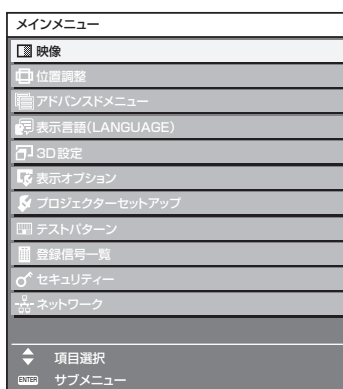 メインメニュー
映像
位置調整
アドバンスドメニュー
表示言語(LANGUAGE)
3D設定
表示オプション
プロジェクターセットアップ
テストパターン
登録信号一覧
セキュリティー
ネットワーク
項目選択
ENTER サブメニュー